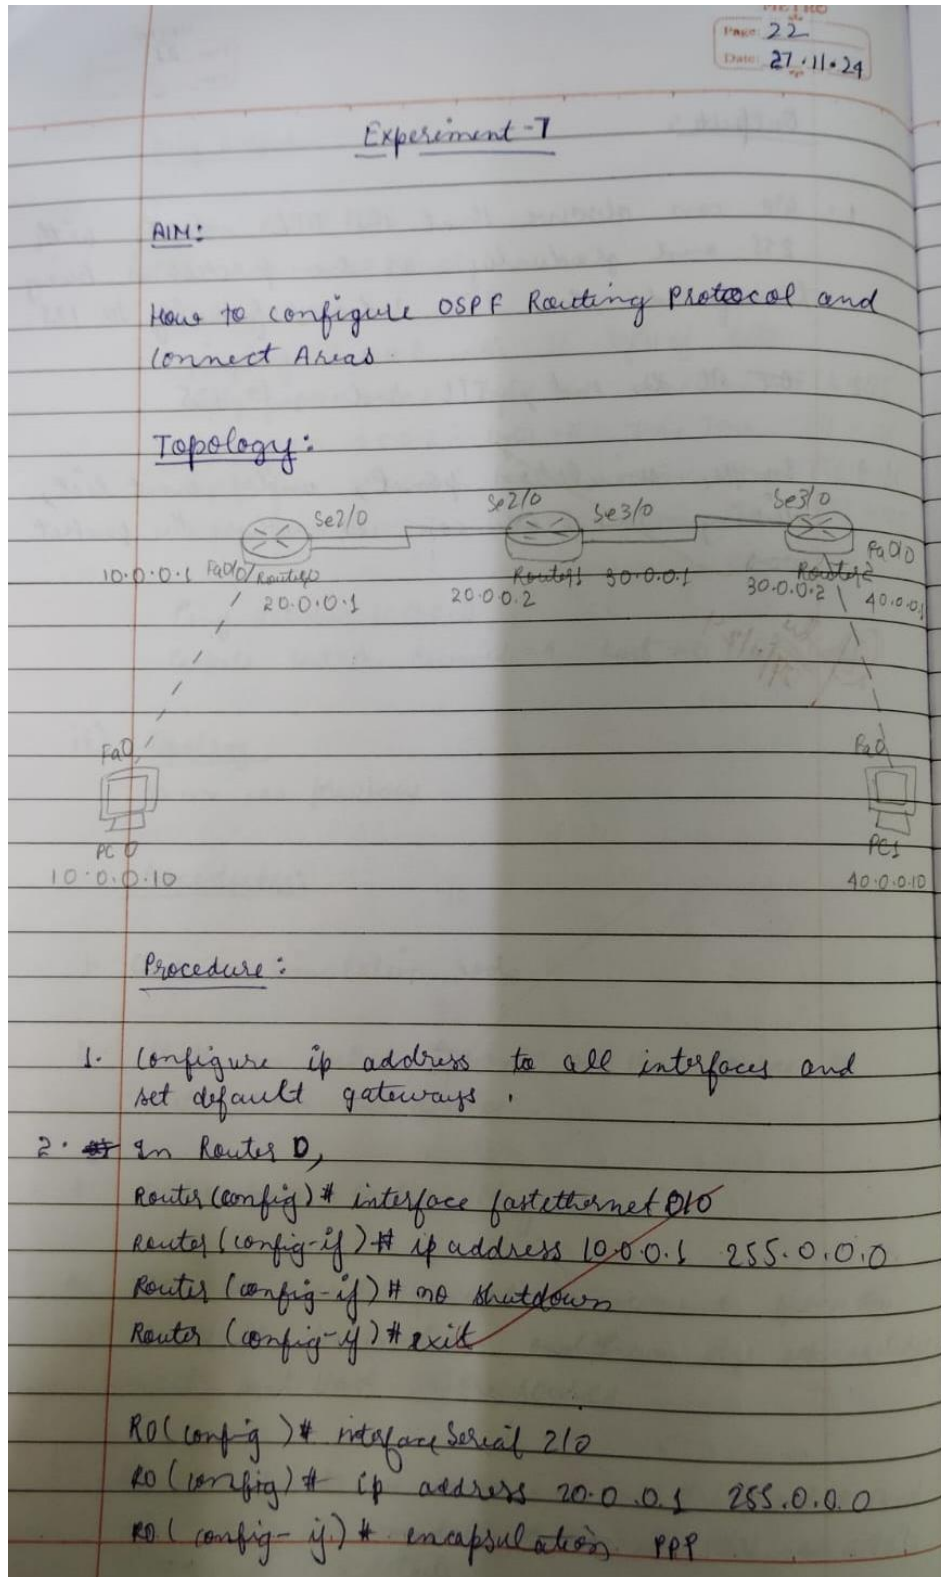 METRO
Page: 22
Date: 27.11.24
Experiment-7
AIM:
How to configure OSPF Routing Protocol and
Connect Areas.
Topology:
Se2/0 Se2/0 Se3/0 Se3/0
10.0.0.1 Fa0/0 Router0 Router1 30.0.0.1 Router2 Fa0/0
20.0.0.1 20.0.0.2 30.0.0.2 40.0.0.1
Fa0 Fa0
PC 0 PC1
10.0.0.10 40.0.0.10
Procedure:
1. Configure ip address to all interfaces and
set default gateways.
2. In Router 0,
Router(config)# interface fastethernet 0/0
Router(config-if)# ip address 10.0.0.1 255.0.0.0
Router (config-if)# no shutdown
Router (config-if)# exit
R0(config)# interface Serial 2/0
R0(config)# ip address 20.0.0.1 255.0.0.0
R0(config-if)# encapsulation PPP